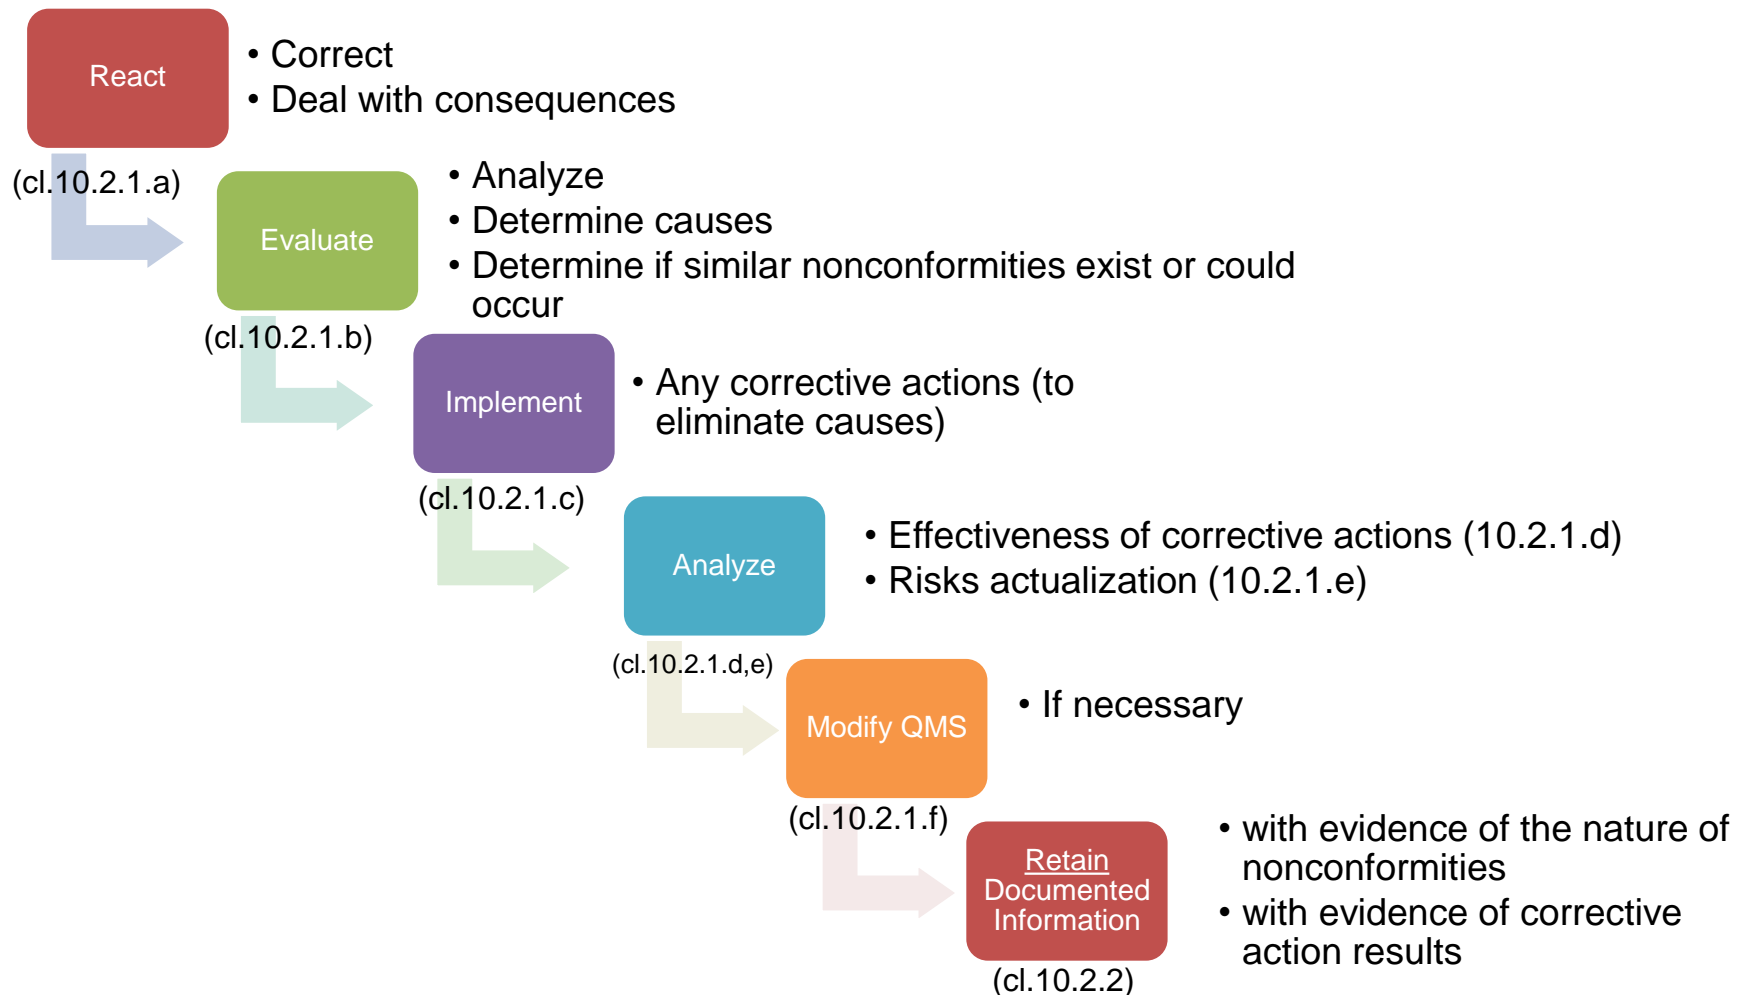 React
• Correct
• Deal with consequences
(cl.10.2.1.a)
Evaluate
• Analyze
• Determine causes
• Determine if similar nonconformities exist or could
occur
(cl.10.2.1.b)
Implement
• Any corrective actions (to
eliminate causes)
(cl.10.2.1.c)
Analyze
• Effectiveness of corrective actions (10.2.1.d)
• Risks actualization (10.2.1.e)
(cl.10.2.1.d,e)
Modify QMS
• If necessary
(cl.10.2.1.f)
Retain
Documented
Information
• with evidence of the nature of
nonconformities
• with evidence of corrective
action results
(cl.10.2.2)